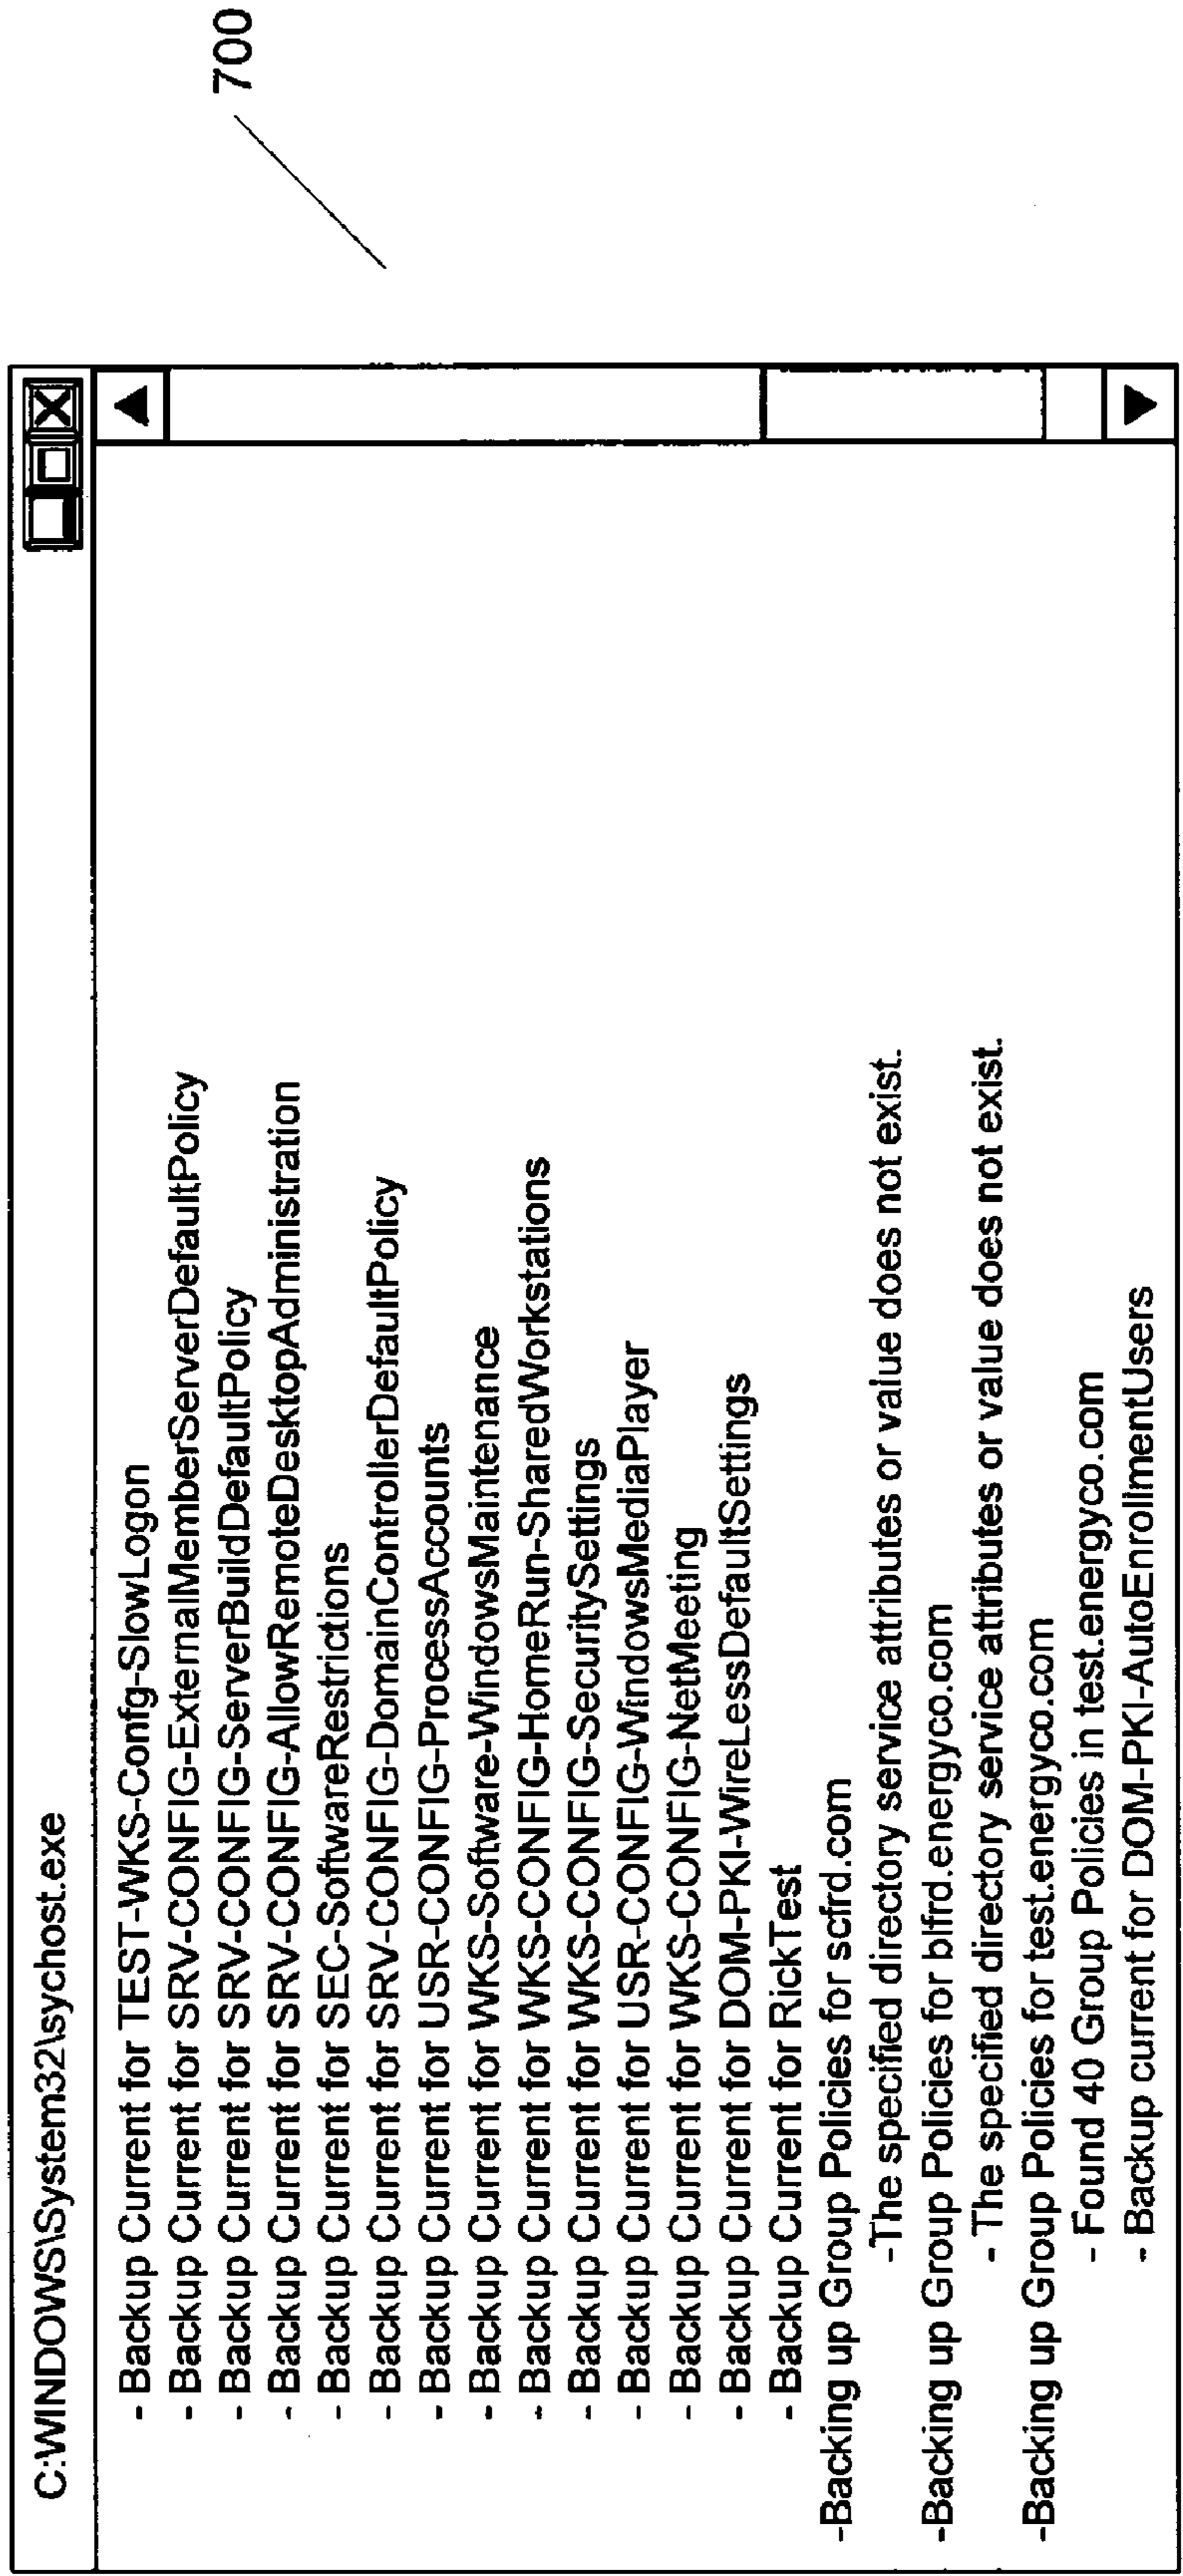 700
C:WINDOWS\System32\sychost.exe
- Backup Current for TEST-WKS-Confg-SlowLogon
- Backup Current for SRV-CONFIG-ExternalMemberServerDefaultPolicy
- Backup Current for SRV-CONFIG-ServerBuildDefaultPolicy
- Backup Current for SRV-CONFIG-AllowRemoteDesktopAdministration
- Backup Current for SEC-SoftwareRestrictions
- Backup Current for SRV-CONFIG-DomainControllerDefaultPolicy
- Backup Current for USR-CONFIG-ProcessAccounts
- Backup Current for WKS-Software-WindowsMaintenance
- Backup Current for WKS-CONFIG-HomeRun-SharedWorkstations
- Backup Current for WKS-CONFIG-SecuritySettings
- Backup Current for USR-CONFIG-WindowsMediaPlayer
- Backup Current for WKS-CONFIG-NetMeeting
- Backup Current for DOM-PKI-WireLessDefaultSettings
- Backup Current for RickTest
-Backing up Group Policies for scfrd.com
-The specified directory service attributes or value does not exist.
-Backing up Group Policies for blfrd.energyco.com
- The specified directory service attributes or value does not exist.
-Backing up Group Policies for test.energyco.com
- Found 40 Group Policies in test.energyco.com
- Backup current for DOM-PKI-AutoEnrollmentUsers